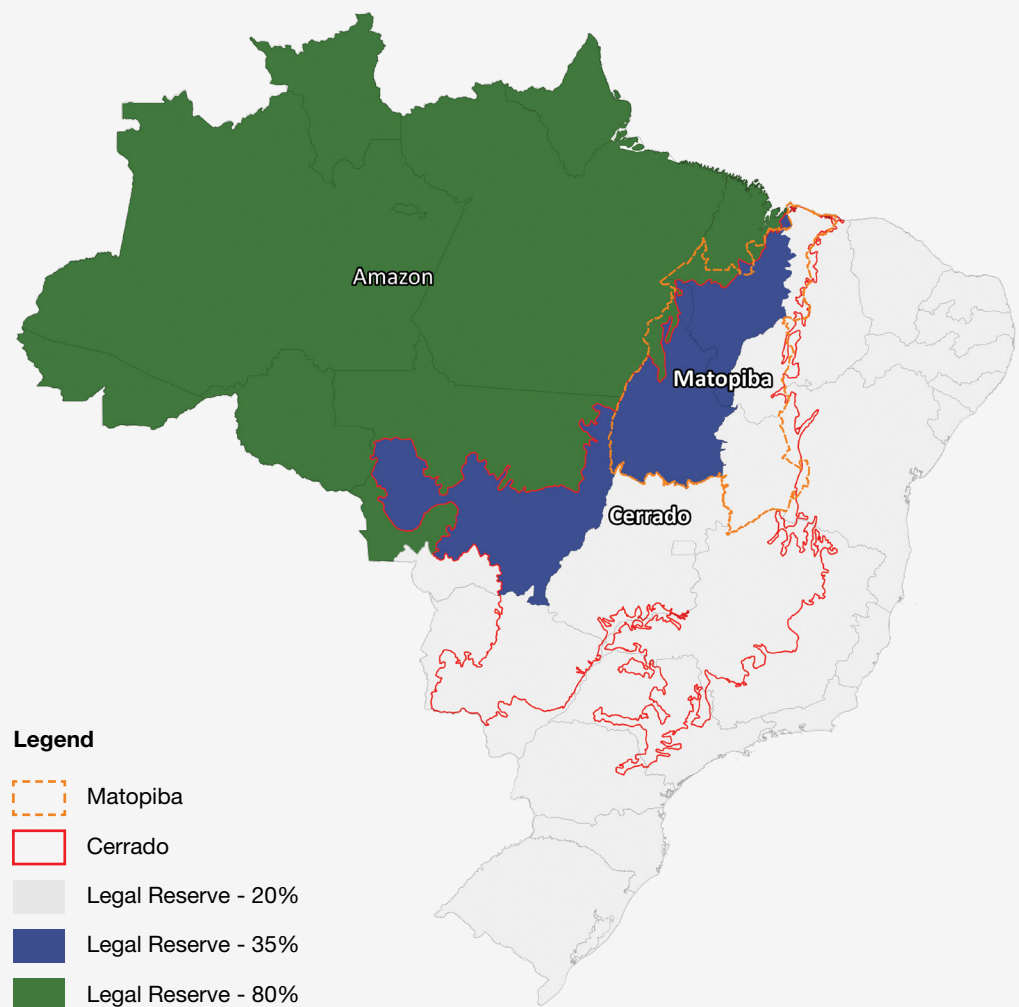 Amazon
Matopiba
Cerrado
Legend
Matopiba
Cerrado
Legal Reserve - 20%
Legal Reserve - 35%
Legal Reserve - 80%